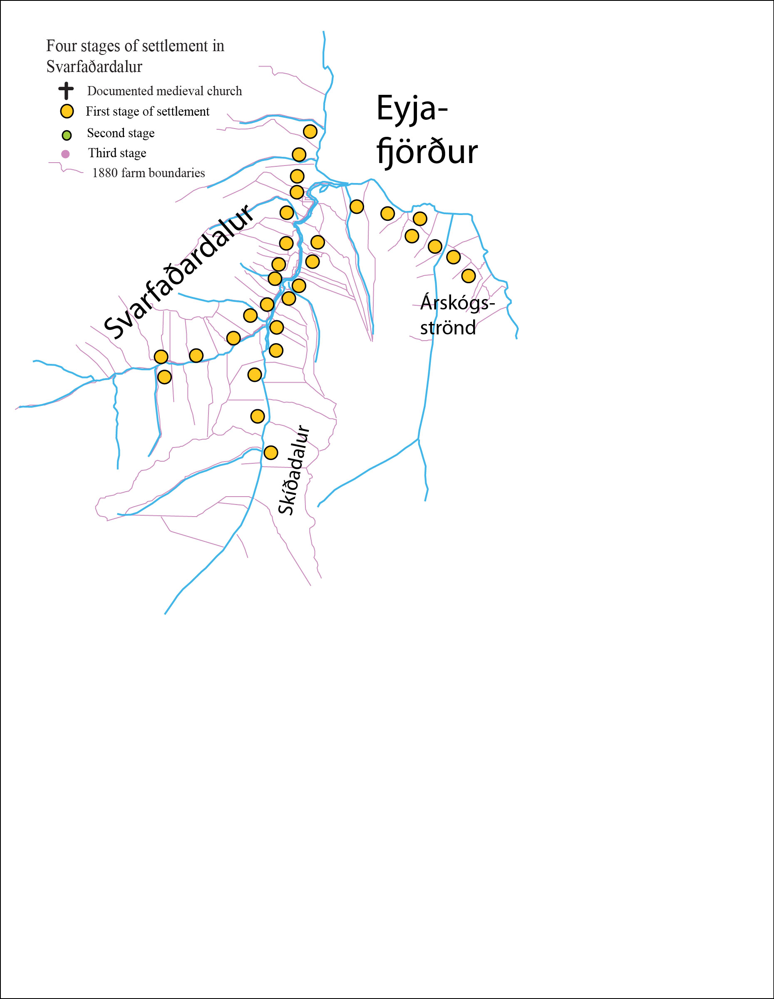 Four stages of settlement in
Svarfaðardalur
Documented medieval church
First stage of settlement
Second stage
Third stage
1880 farm boundaries
Eyja-
fjörður
Svarfaðardalur
Árskógs-
strönd
Skíðadalur